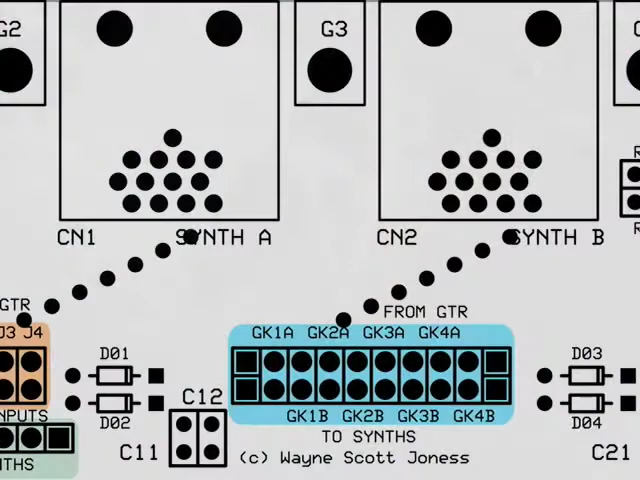 G2
G3
CN1 SYNTH A
CN2 SYNTH B
GTR
FROM GTR
J3 J4
GK1A GK2A GK3A GK4A
D01
D03
C12
GK1B GK2B GK3B GK4B
D02
D04
TO SYNTHS
C11
(c) Wayne Scott Joness
C21